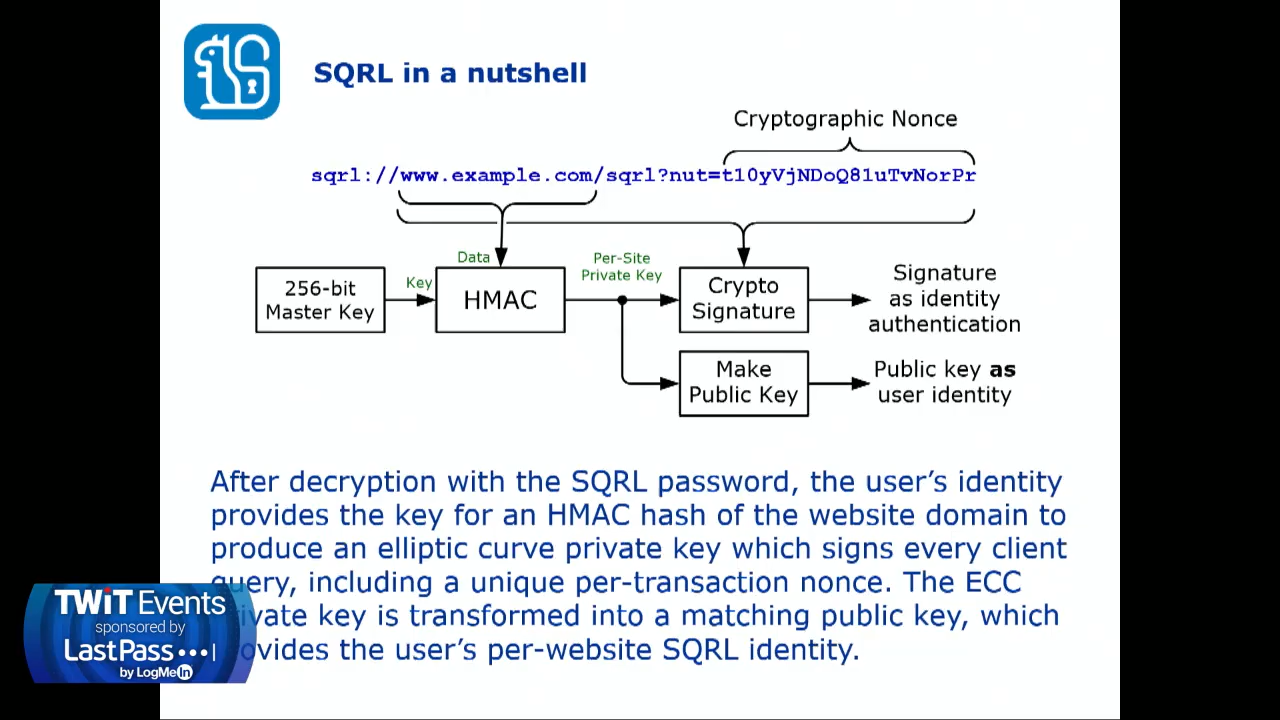 SQRL in a nutshell
Cryptographic Nonce
sqrl://www.example.com/sqrl?nut=t10yVjNDoQ81uTvNorPr
Data
Per-Site
Private Key
Key
256-bit
Master Key
HMAC
Crypto
Signature
Signature
as identity
authentication
Make
Public Key
Public key as
user identity
After decryption with the SQRL password, the user's identity
provides the key for an HMAC hash of the website domain to
produce an elliptic curve private key which signs every client
query, including a unique per-transaction nonce. The ECC
private key is transformed into a matching public key, which
provides the user's per-website SQRL identity.
TWiT Events
sponsored by
LastPass •••|
by LogMeIn